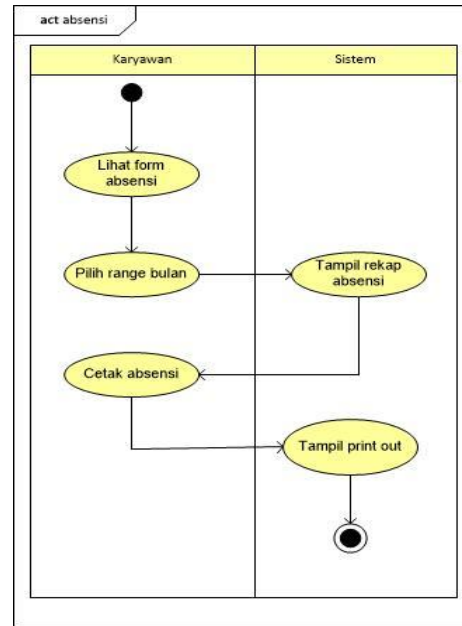 act absensi
Karyawan
Sistem
Lihat form
absensi
Pilih range bulan
Tampil rekap
absensi
Cetak absensi
Tampil print out